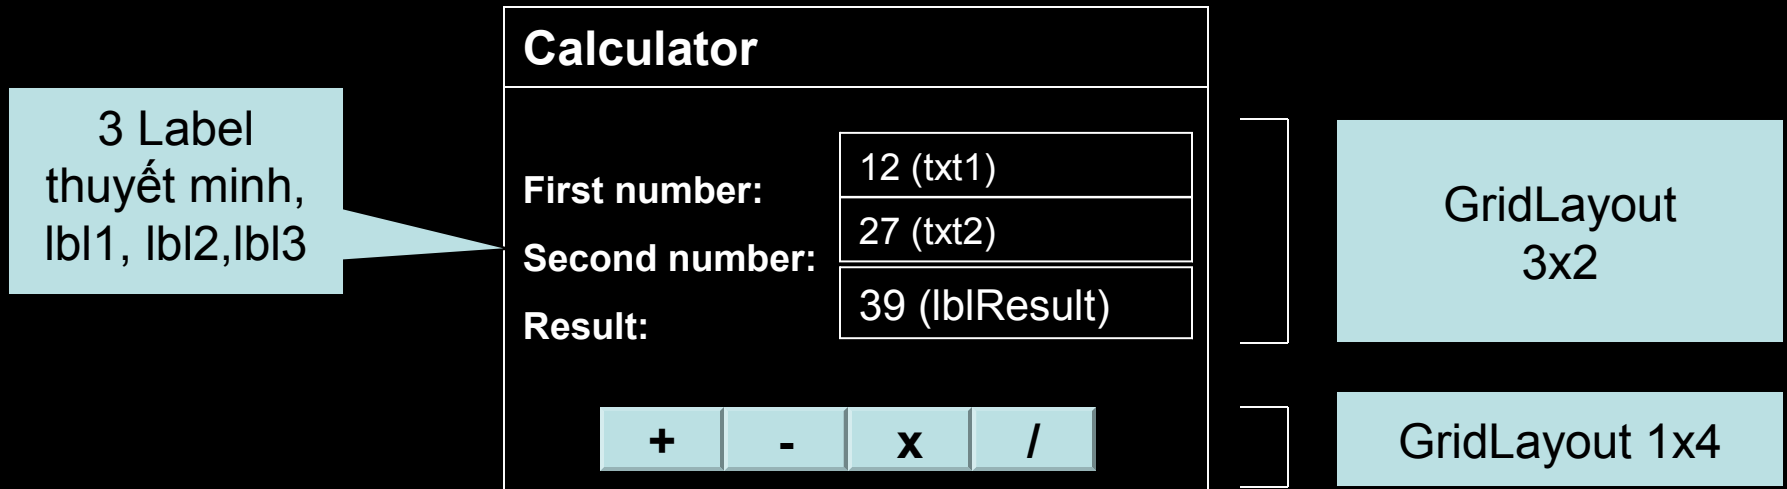 Calculator
3 Label
thuyết minh,
lbl1, lbl2,lbl3
First number:
12 (txt1)
Second number:
27 (txt2)
Result:
39 (lblResult)
GridLayout
3x2
+ - x /
GridLayout 1x4